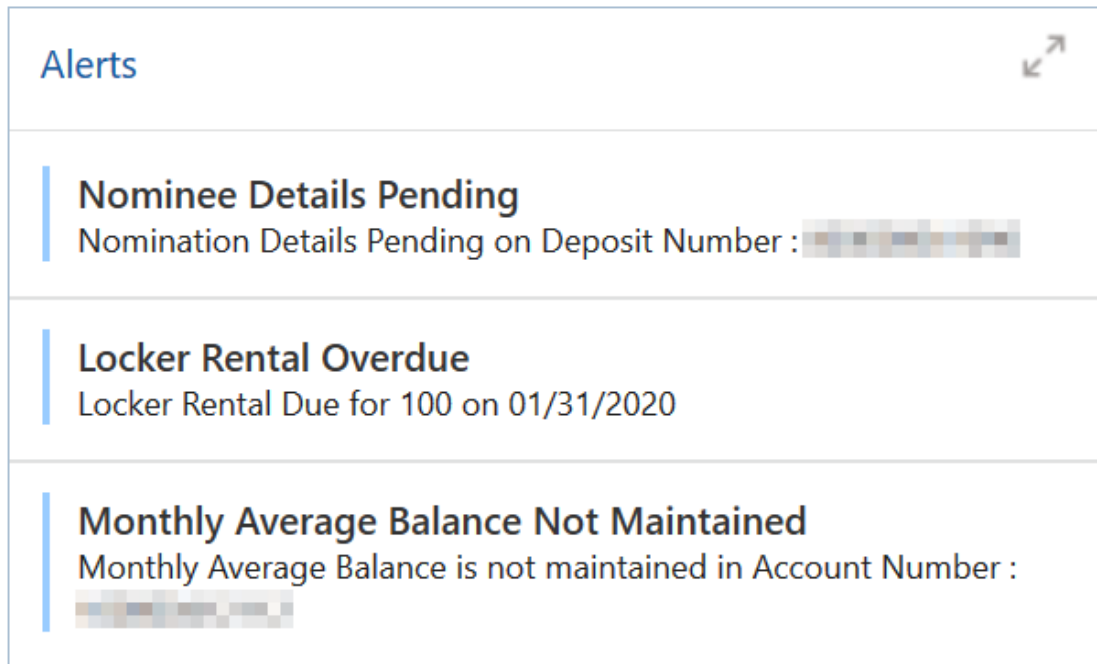 Alerts
Nominee Details Pending
Nomination Details Pending on Deposit Number :
Locker Rental Overdue
Locker Rental Due for 100 on 01/31/2020
Monthly Average Balance Not Maintained
Monthly Average Balance is not maintained in Account Number :